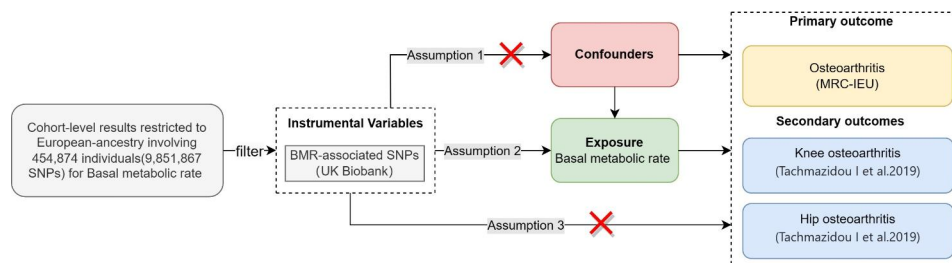 Cohort-level results restricted to
European-ancestry involving
454,874 individuals(9,851,867
SNPs) for Basal metabolic rate
filter
Instrumental Variables
BMR-associated SNPs
(UK Biobank)
Assumption 1
Assumption 2
Assumption 3
Confounders
Exposure
Basal metabolic rate
Primary outcome
Osteoarthritis
(MRC-IEU)
Secondary outcomes
Knee osteoarthritis
(Tachmazidou I et al.2019)
Hip osteoarthritis
(Tachmazidou I et al.2019)